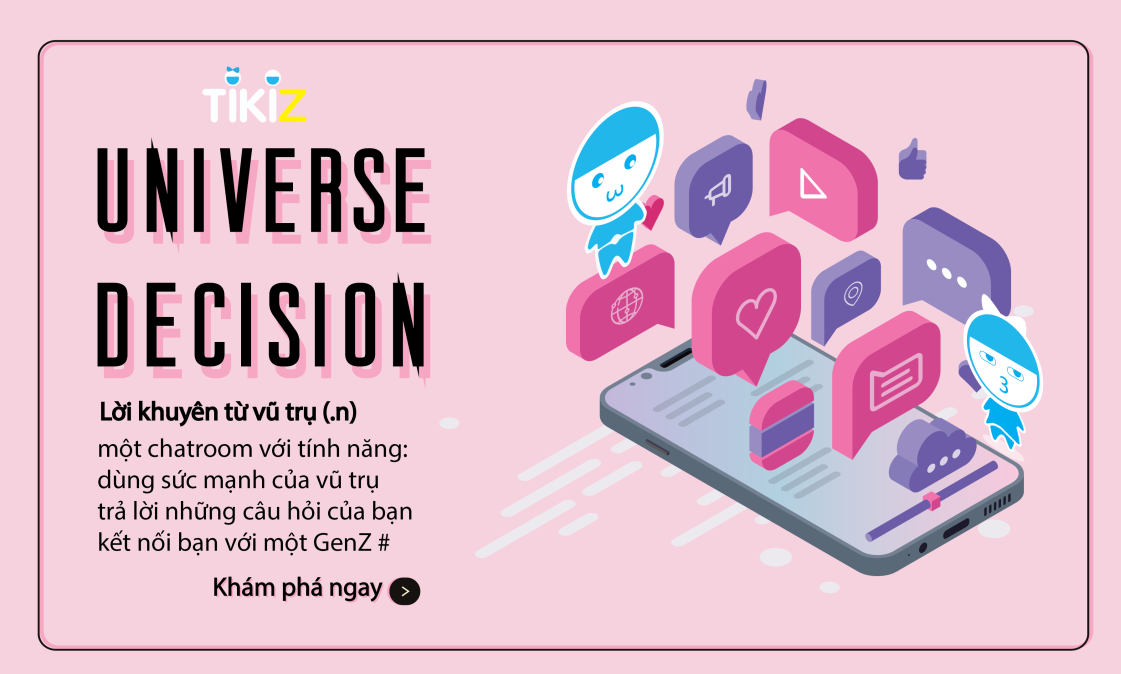 TIKIZ
UNIVERSE
DECISION
Lời khuyên từ vũ trụ (.n)
một chatroom với tính năng:
dùng sức mạnh của vũ trụ
trả lời những câu hỏi của bạn
kết nối bạn với một GenZ #
Khám phá ngay >